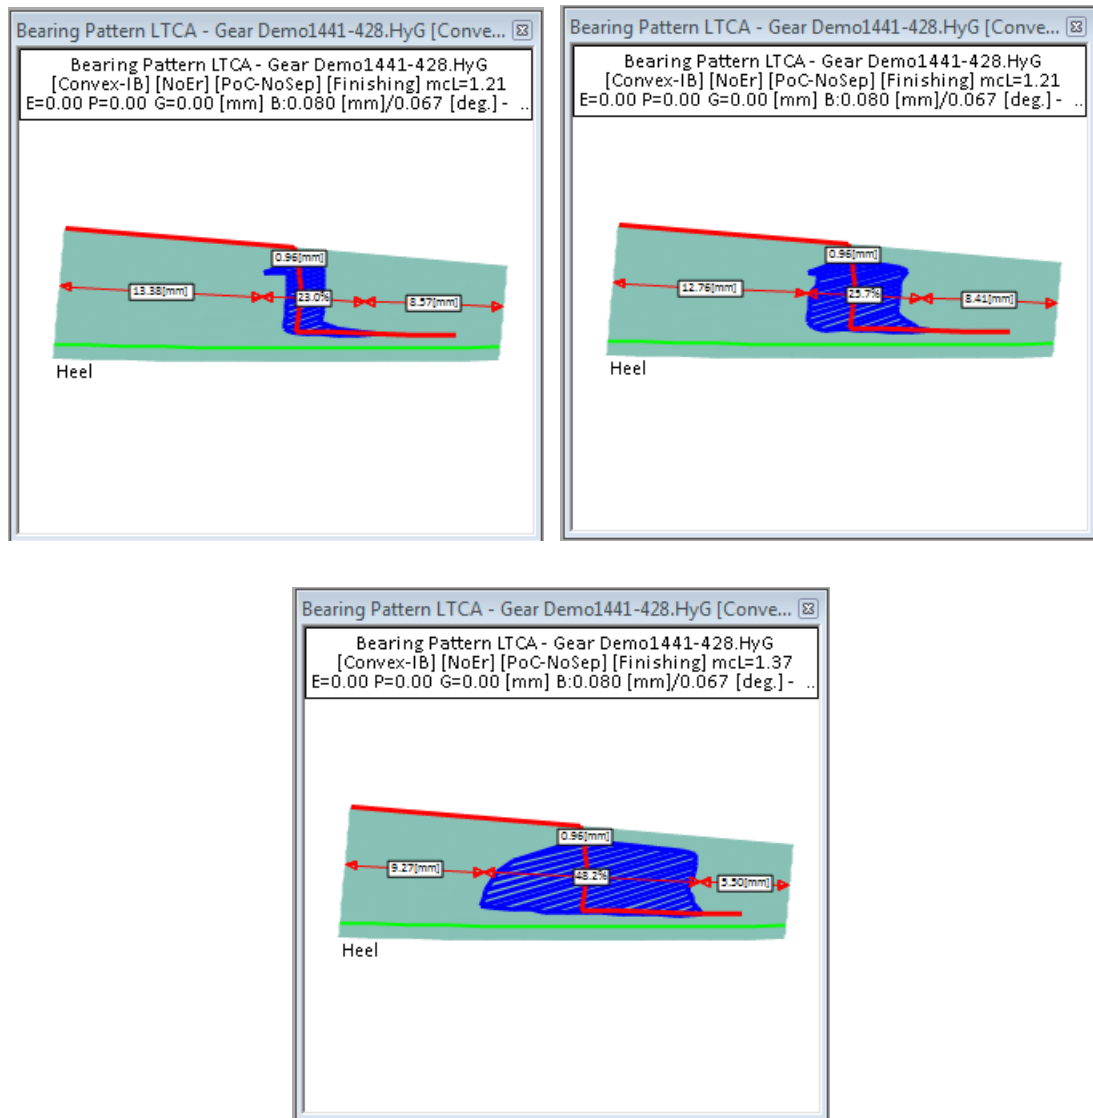 Bearing Pattern LTCA - Gear Demo1441-428.HyG [Conve...
Bearing Pattern LTCA - Gear Demo1441-428.HyG
[Convex-IB] [NoEr] [PoC-NoSep] [Finishing] mcL=1.21
E=0.00 P=0.00 G=0.00 [mm] B:0.080 [mm]/0.067 [deg.] - ..
0.96[mm]
13.38[mm]
23.0%
8.57[mm]
Heel
Bearing Pattern LTCA - Gear Demo1441-428.HyG [Conve...
Bearing Pattern LTCA - Gear Demo1441-428.HyG
[Convex-IB] [NoEr] [PoC-NoSep] [Finishing] mcL=1.21
E=0.00 P=0.00 G=0.00 [mm] B:0.080 [mm]/0.067 [deg.] - ..
0.96[mm]
12.76[mm]
25.7%
8.41[mm]
Heel
Bearing Pattern LTCA - Gear Demo1441-428.HyG [Conve...
Bearing Pattern LTCA - Gear Demo1441-428.HyG
[Convex-IB] [NoEr] [PoC-NoSep] [Finishing] mcL=1.37
E=0.00 P=0.00 G=0.00 [mm] B:0.080 [mm]/0.067 [deg.] - ..
0.96[mm]
9.27[mm]
48.2%
5.50[mm]
Heel